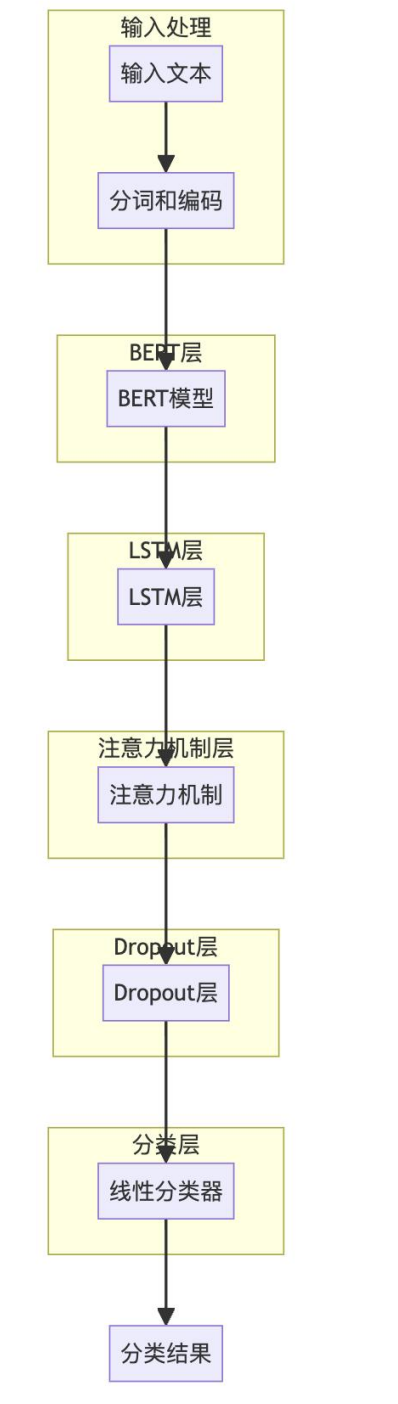 输入处理
输入文本
分词和编码
BERT层
BERT模型
LSTM层
LSTM层
注意力机制层
注意力机制
Dropout层
Dropout层
分类层
线性分类器
分类结果